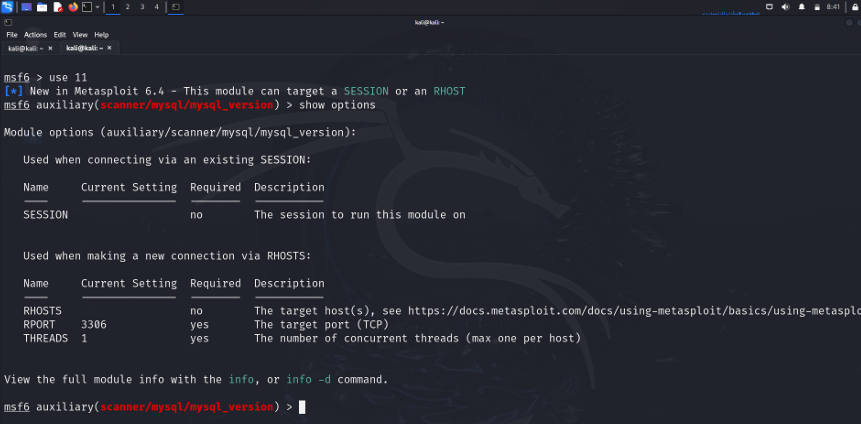 1 2 3 4
8:41
kali@kali: ~
File Actions Edit View Help
kali@kali: ~ × kali@kali: ~ ×
msf6 > use 11
[*] New in Metasploit 6.4 - This module can target a SESSION or an RHOST
msf6 auxiliary(scanner/mysql/mysql_version) > show options
Module options (auxiliary/scanner/mysql/mysql_version):
Used when connecting via an existing SESSION:
Name Current Setting Required Description
SESSION no The session to run this module on
Used when making a new connection via RHOSTS:
Name Current Setting Required Description
RHOSTS no The target host(s), see https://docs.metasploit.com/docs/using-metasploit/basics/using-metasplo
RPORT 3306 yes The target port (TCP)
THREADS 1 yes The number of concurrent threads (max one per host)
View the full module info with the info, or info -d command.
msf6 auxiliary(scanner/mysql/mysql_version) >